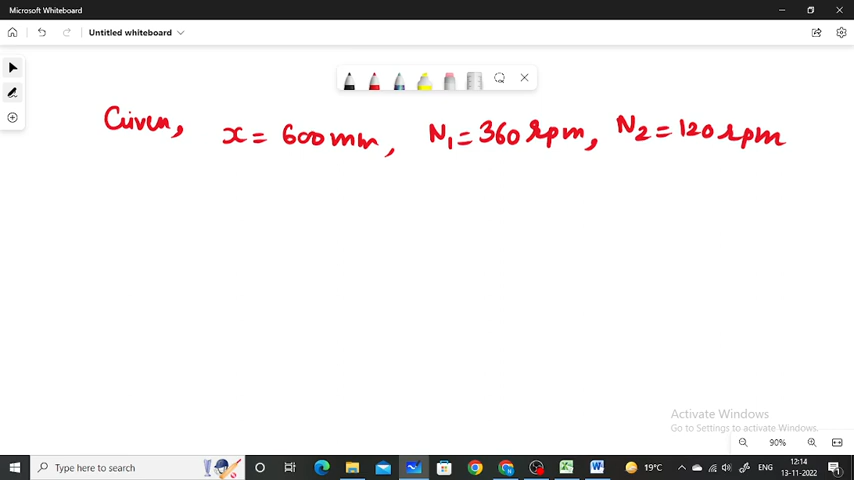 Microsoft Whiteboard
Untitled whiteboard
Given, x = 600 mm, N1 = 360 rpm, N2 = 120 rpm
Activate Windows
Go to Settings to activate Windows.
90%
Type here to search
19°C
ENG
12:14
13-11-2022
1